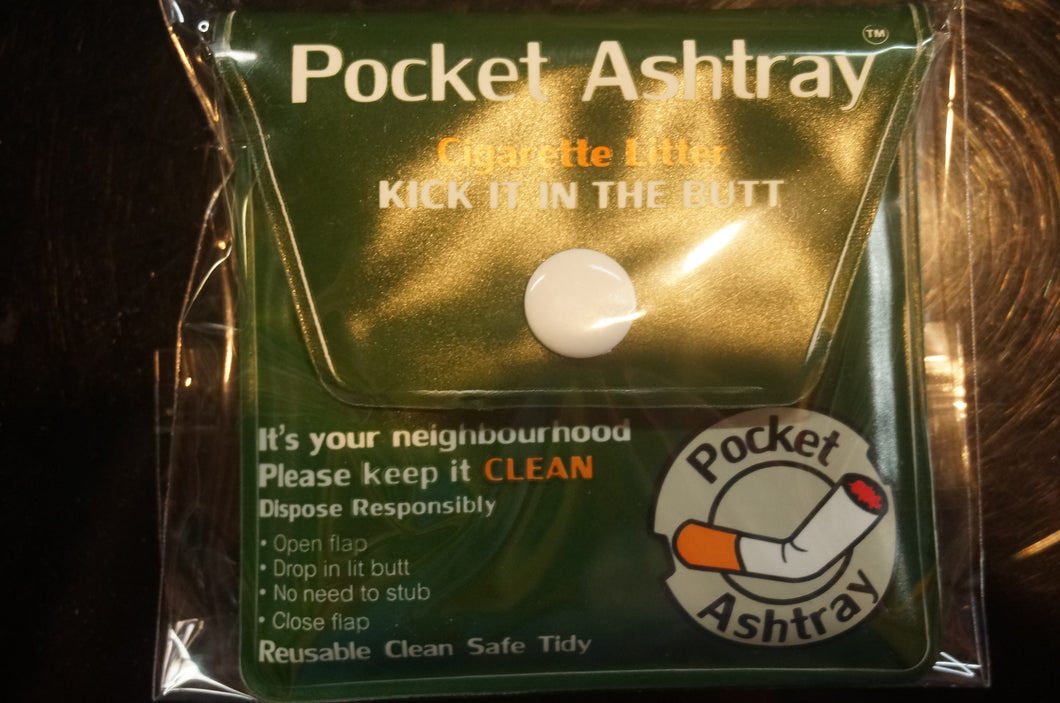 Pocket Ashtray TM
Cigarette Litter
KICK IT IN THE BUTT
It's your neighbourhood
Please keep it CLEAN
Dispose Responsibly
• Open flap
• Drop in lit butt
• No need to stub
• Close flap
Reusable Clean Safe Tidy
Pocket
Ashtray